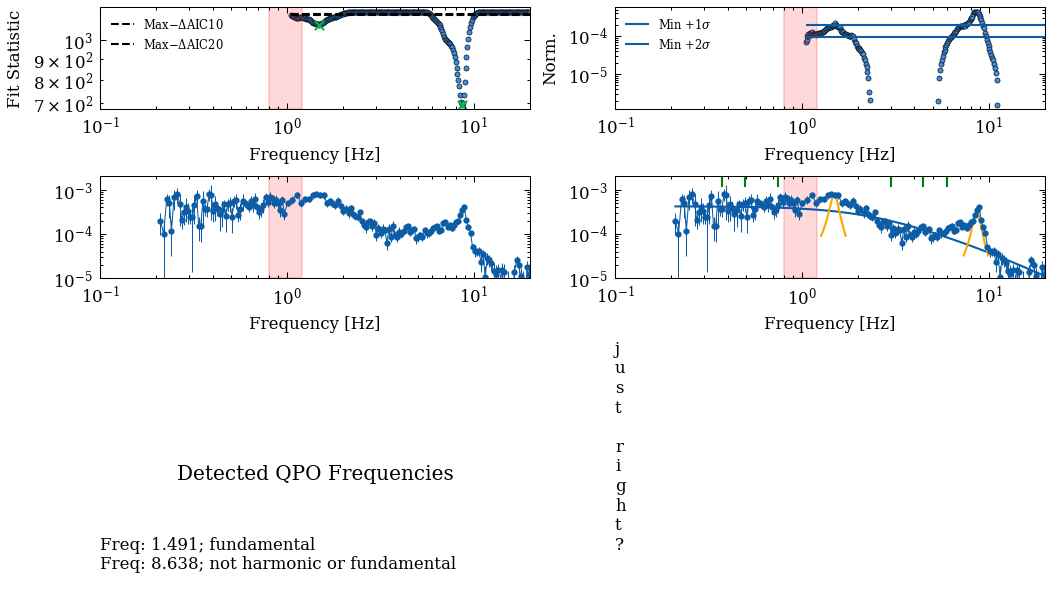 Fit Statistic
Max−ΔAIC10
Max−ΔAIC20
10³
9 × 10²
8 × 10²
7 × 10²
10⁻¹
10⁰
10¹
Frequency [Hz]
Norm.
Min +1σ
Min +2σ
10⁻⁴
10⁻⁵
10⁻¹
10⁰
10¹
Frequency [Hz]
10⁻³
10⁻⁴
10⁻⁵
10⁻¹
10⁰
10¹
Frequency [Hz]
10⁻³
10⁻⁴
10⁻⁵
10⁻¹
10⁰
10¹
Frequency [Hz]
Detected QPO Frequencies
Freq: 1.491; fundamental
Freq: 8.638; not harmonic or fundamental
j
u
s
t
r
i
g
h
t
?